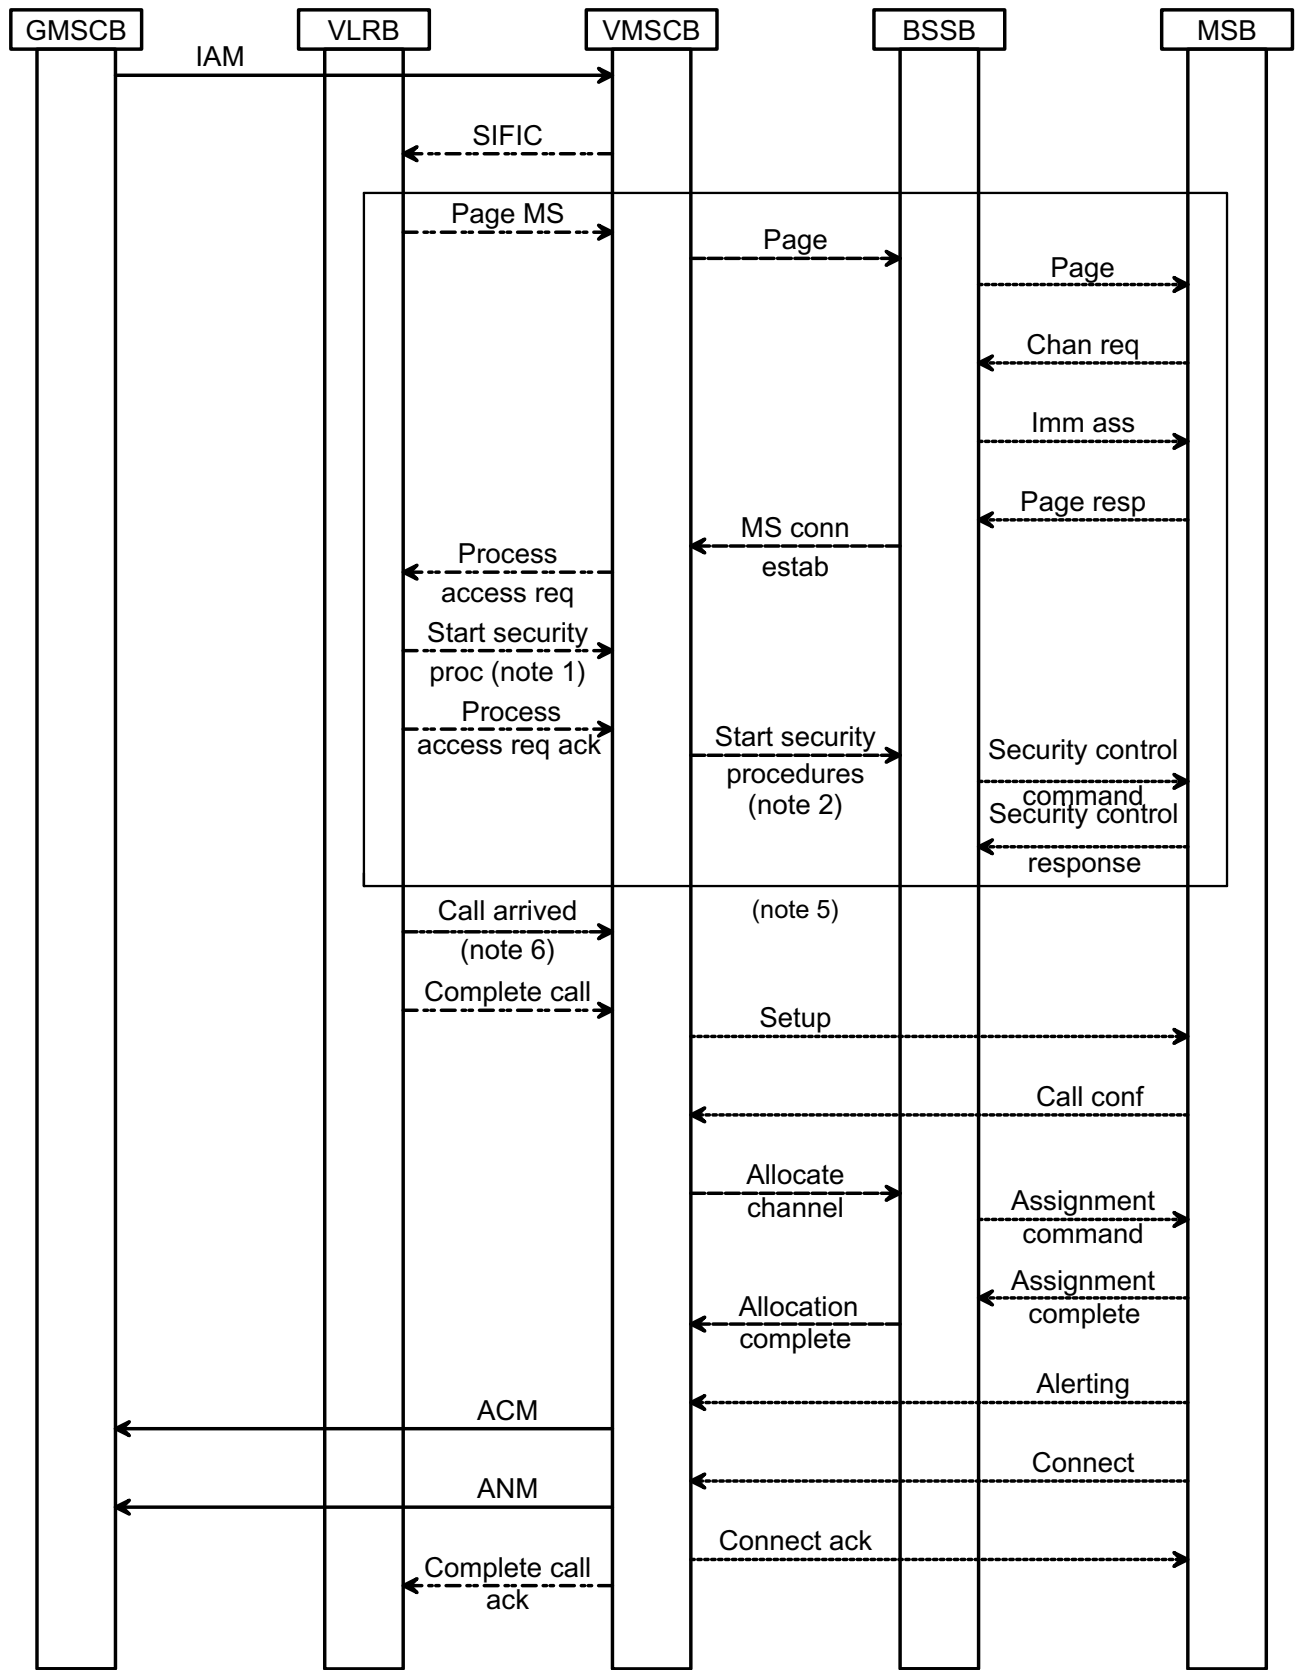 GMSCB
VLRB
VMSCB
BSSB
MSB
IAM
SIFIC
Page MS
Page
Page
Chan req
Imm ass
Page resp
MS conn
estab
Process
access req
Start security
proc (note 1)
Process
access req ack
Start security
procedures
(note 2)
Security control
command
Security control
response
Call arrived
(note 6)
(note 5)
Complete call
Setup
Call conf
Allocate
channel
Assignment
command
Assignment
complete
Allocation
complete
Alerting
ACM
Connect
ANM
Connect ack
Complete call
ack